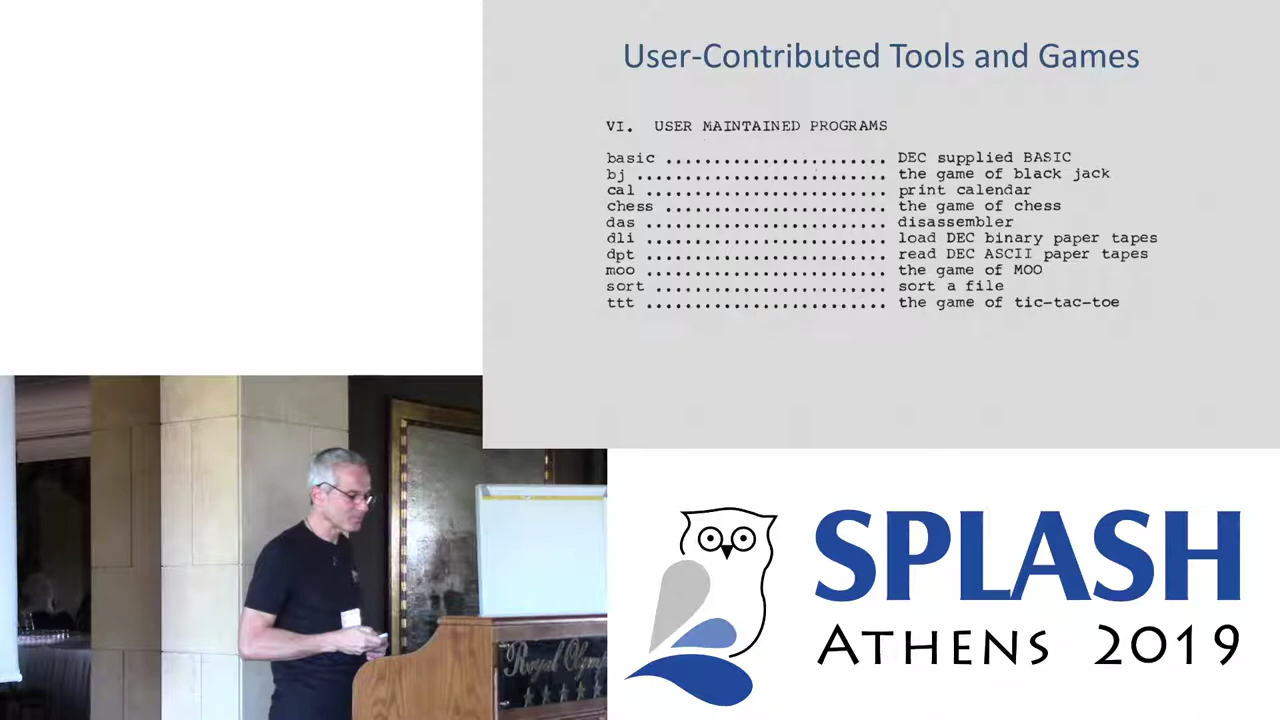 User-Contributed Tools and Games
VI. USER MAINTAINED PROGRAMS
basic ....................... DEC supplied BASIC
bj .......................... the game of black jack
cal ......................... print calendar
chess ....................... the game of chess
das ......................... disassembler
dli ......................... load DEC binary paper tapes
dpt ......................... read DEC ASCII paper tapes
moo ......................... the game of MOO
sort ........................ sort a file
ttt ......................... the game of tic-tac-toe
Royal
SPLASH
ATHENS 2019